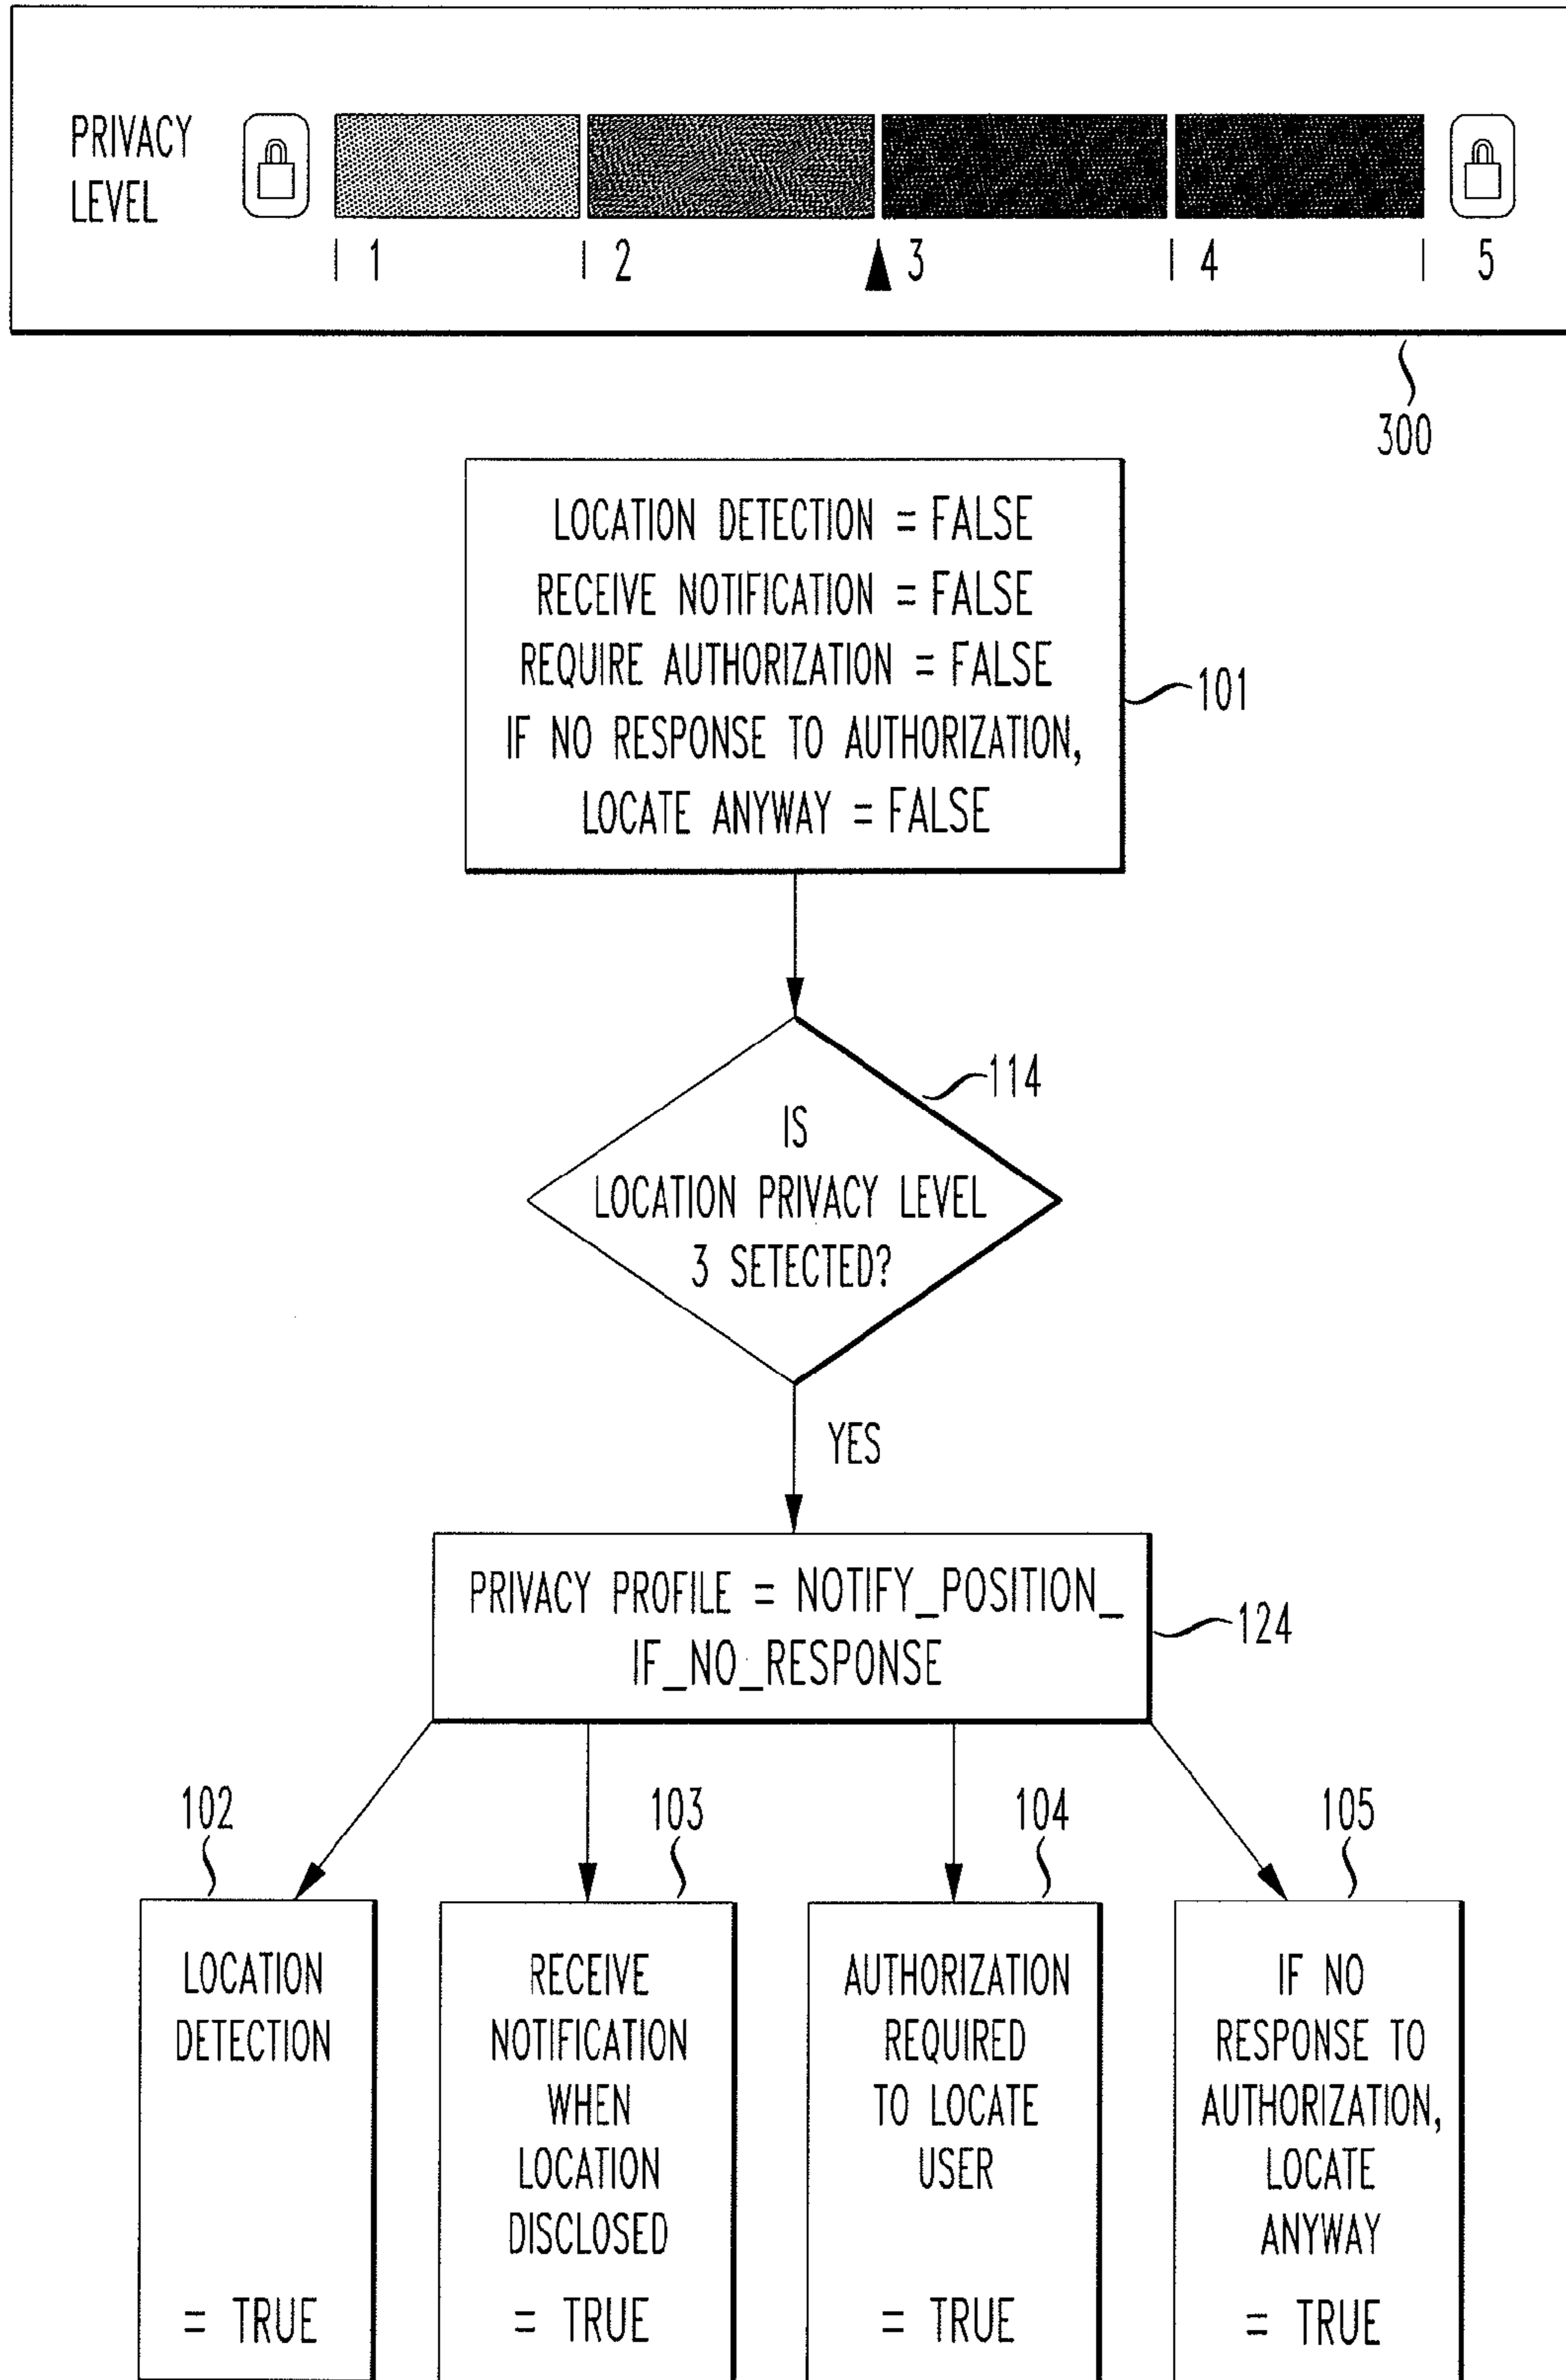 PRIVACY
LEVEL
1 2 3 4 5
300
LOCATION DETECTION = FALSE
RECEIVE NOTIFICATION = FALSE
REQUIRE AUTHORIZATION = FALSE
IF NO RESPONSE TO AUTHORIZATION,
LOCATE ANYWAY = FALSE
101
114
IS
LOCATION PRIVACY LEVEL
3 SETECTED?
YES
PRIVACY PROFILE = NOTIFY_POSITION_
IF_NO_RESPONSE
124
102
LOCATION
DETECTION
= TRUE
103
RECEIVE
NOTIFICATION
WHEN
LOCATION
DISCLOSED
= TRUE
104
AUTHORIZATION
REQUIRED
TO LOCATE
USER
= TRUE
105
IF NO
RESPONSE TO
AUTHORIZATION,
LOCATE
ANYWAY
= TRUE